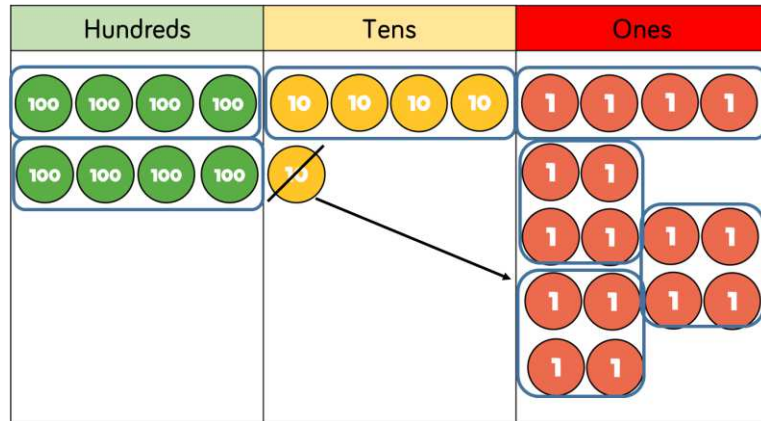 Hundreds Tens Ones
100 100 100 100 10 10 10 10 1 1 1 1
100 100 100 100 10 1 1
1 1 1 1
1 1 1 1
1 1